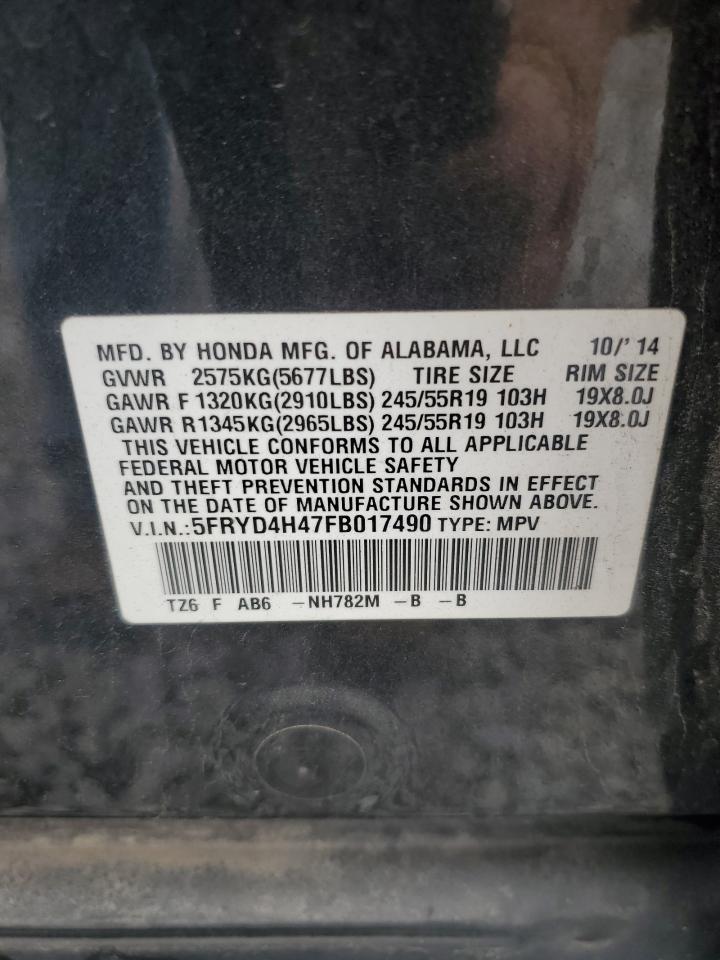 MFD. BY HONDA MFG. OF ALABAMA, LLC 10/' 14
GVWR 2575KG(5677LBS) TIRE SIZE RIM SIZE
GAWR F 1320KG(2910LBS) 245/55R19 103H 19X8.0J
GAWR R1345KG(2965LBS) 245/55R19 103H 19X8.0J
THIS VEHICLE CONFORMS TO ALL APPLICABLE
FEDERAL MOTOR VEHICLE SAFETY
AND THEFT PREVENTION STANDARDS IN EFFECT
ON THE DATE OF MANUFACTURE SHOWN ABOVE.
V.I.N.:5FRYD4H47FB017490 TYPE: MPV
TZ6 F AB6 -NH782M -B -B